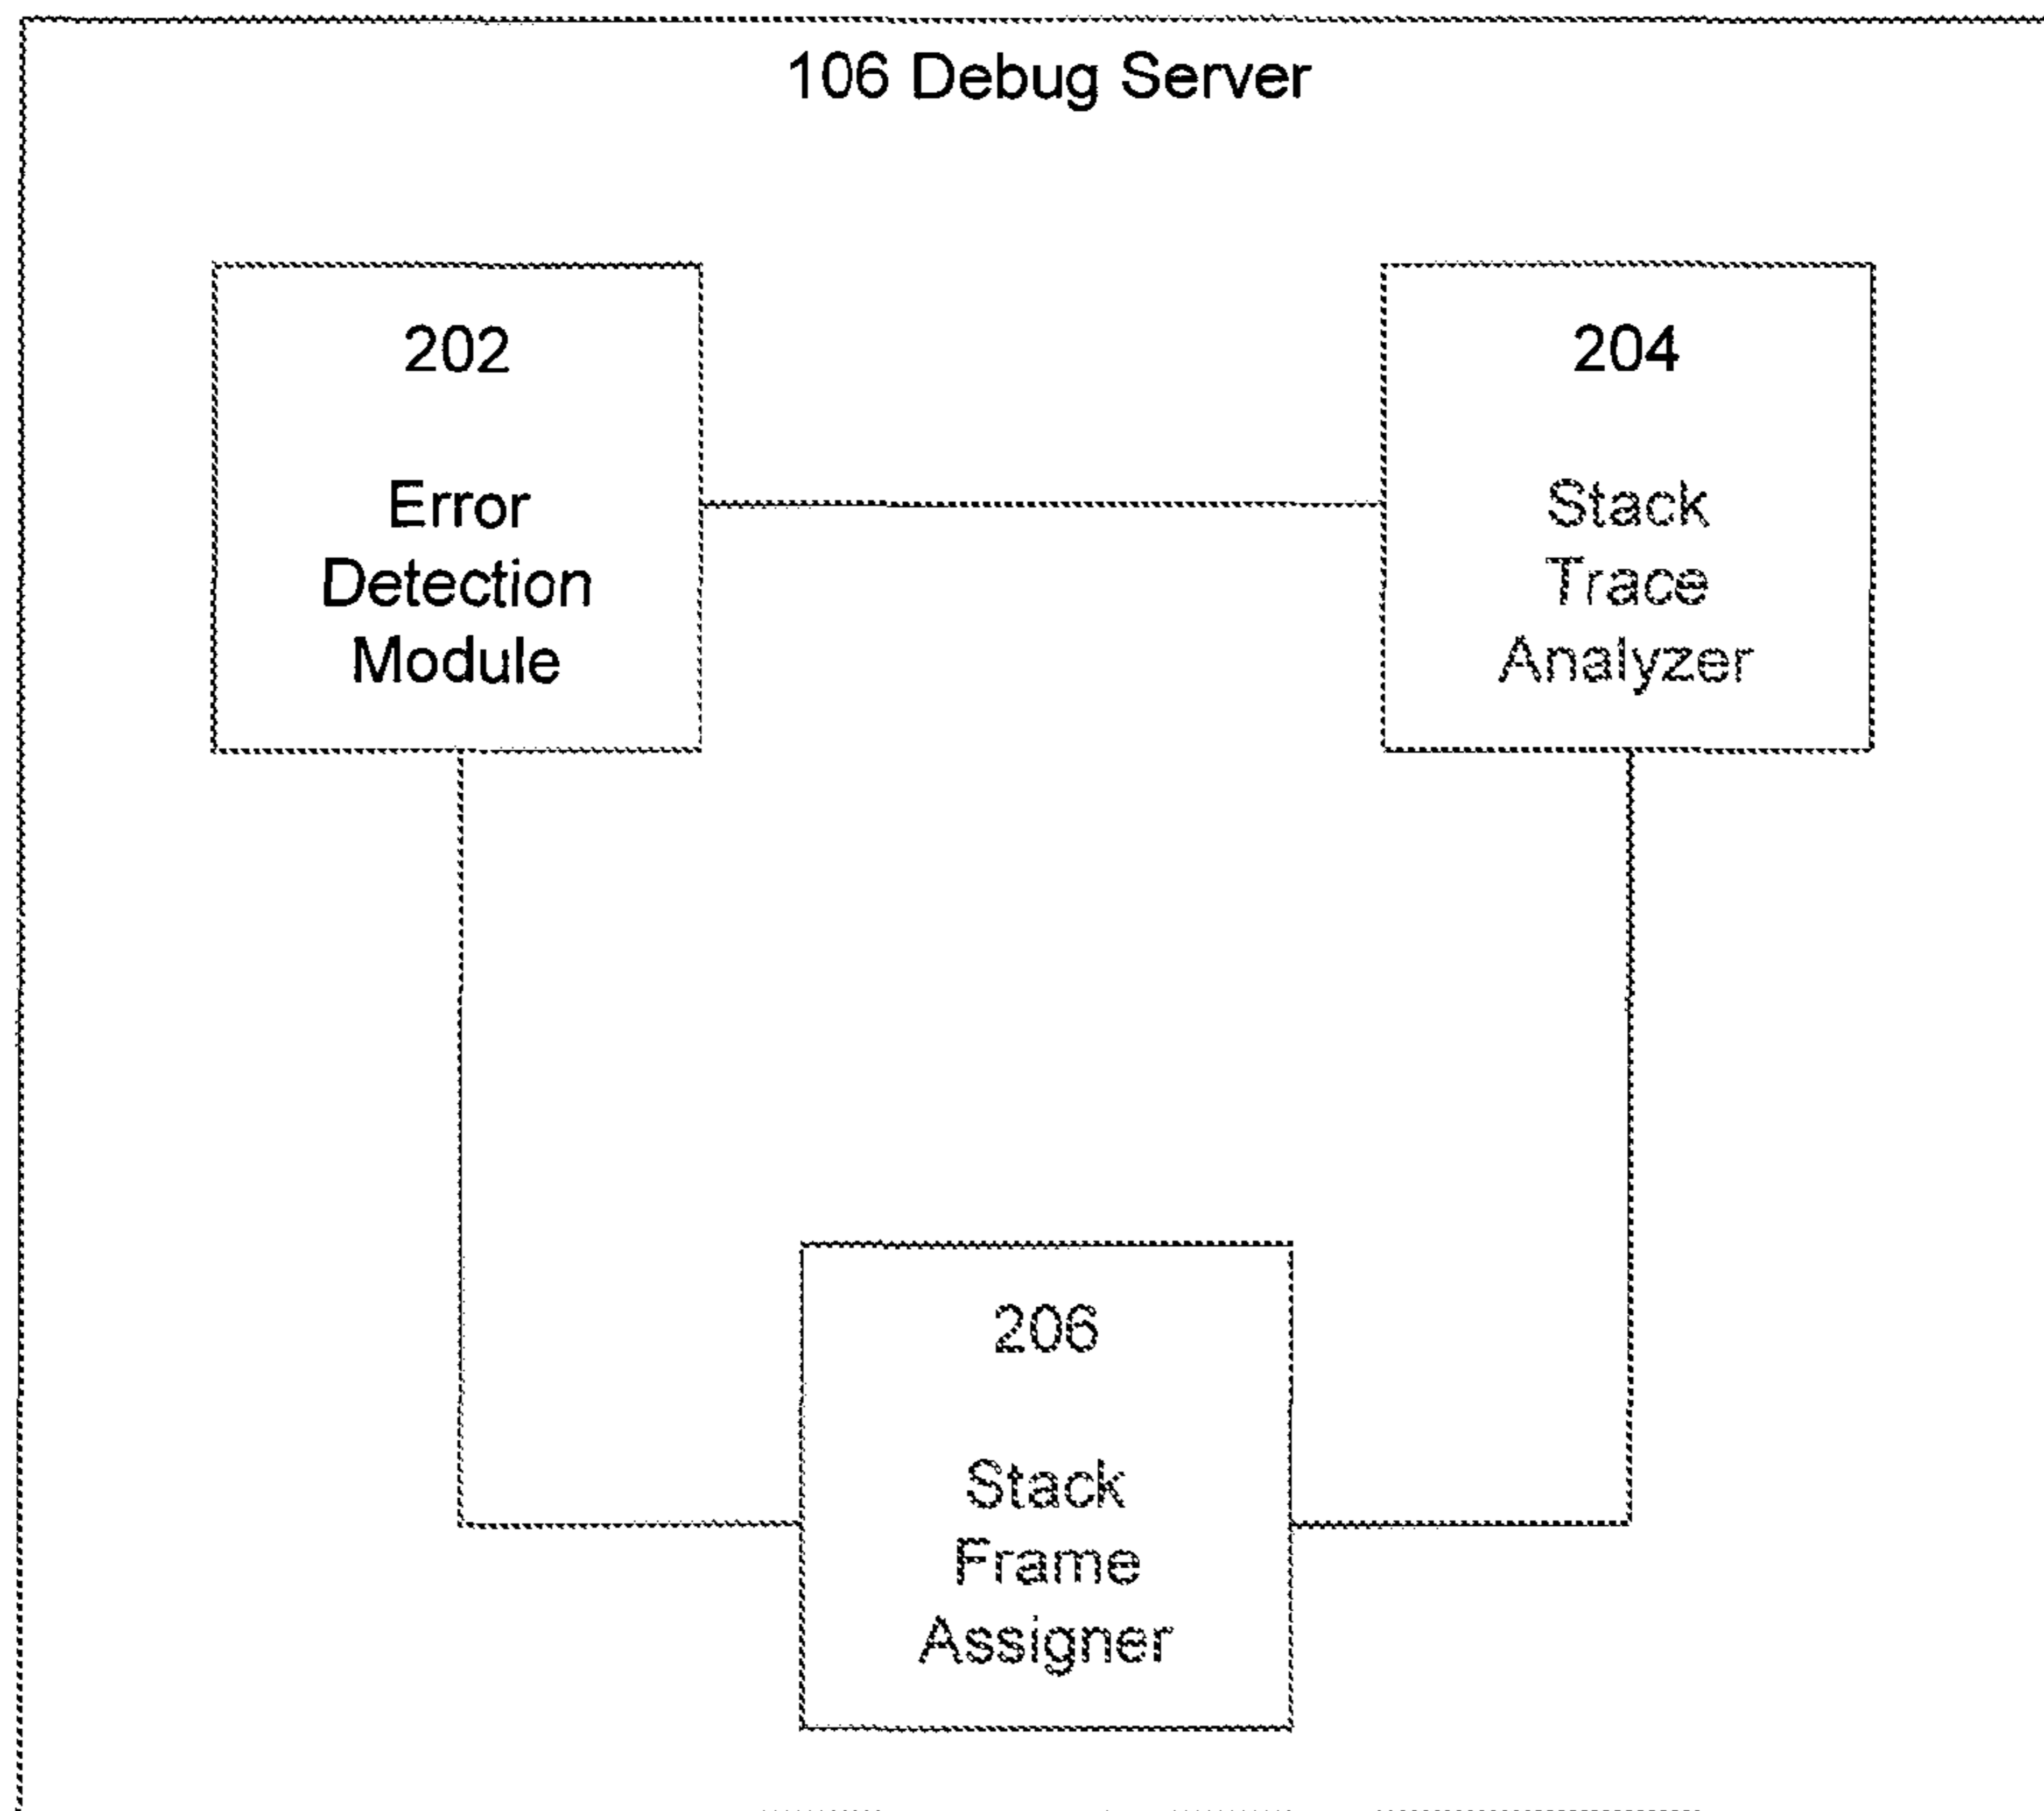 106 Debug Server
202
Error
Detection
Module
204
Stack
Trace
Analyzer
206
Stack
Frame
Assigner